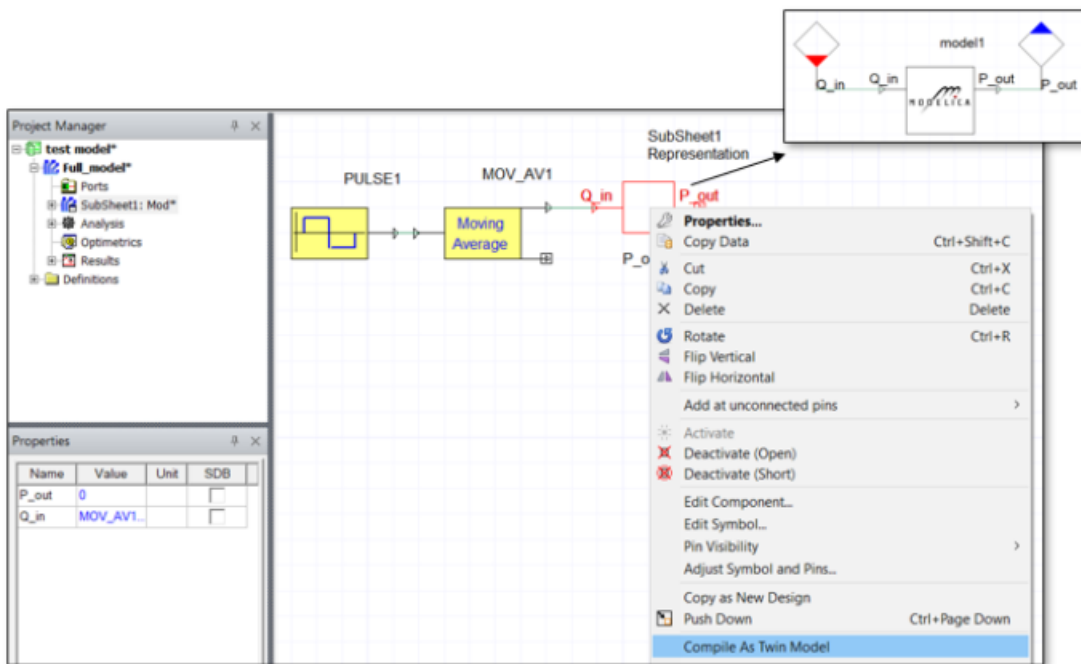 model1
Q_in
Q_in
P_out
P_out
MODELICA
Project Manager
test model*
Full_model*
Ports
SubSheet1: Mod*
Analysis
Optimetrics
Results
Definitions
PULSE1
MOV_AV1
SubSheet1
Representation
Moving
Average
Q_in
P_out
P_o
Properties...
Copy Data Ctrl+Shift+C
Cut Ctrl+X
Copy Ctrl+C
Delete Delete
Rotate Ctrl+R
Flip Vertical
Flip Horizontal
Add at unconnected pins
Activate
Deactivate (Open)
Deactivate (Short)
Edit Component...
Edit Symbol...
Pin Visibility
Adjust Symbol and Pins...
Copy as New Design
Push Down Ctrl+Page Down
Compile As Twin Model
Properties
Name Value Unit SDB
P_out 0
Q_in MOV_AV1...